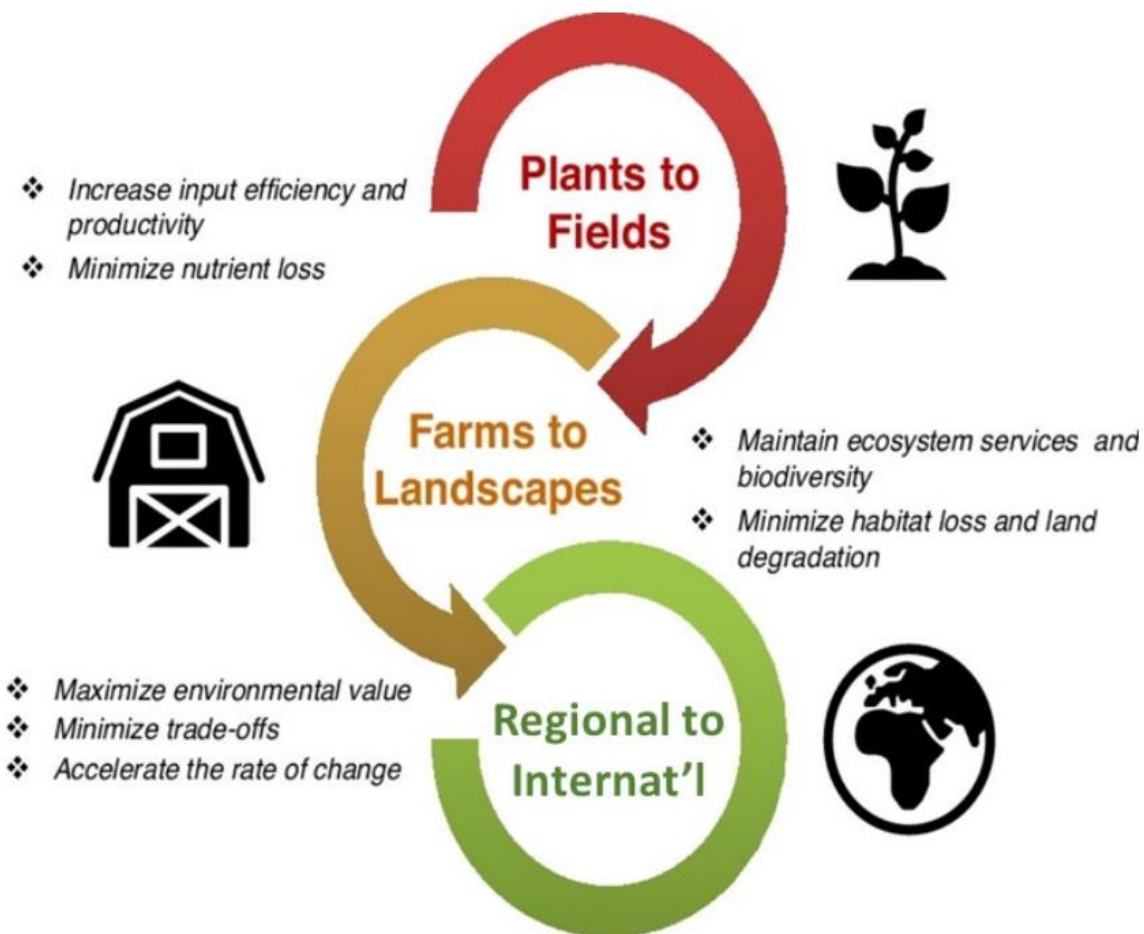 Plants to
Fields
❖ Increase input efficiency and
productivity
❖ Minimize nutrient loss
Farms to
Landscapes
❖ Maintain ecosystem services and
biodiversity
❖ Minimize habitat loss and land
degradation
❖ Maximize environmental value
❖ Minimize trade-offs
❖ Accelerate the rate of change
Regional to
Internat’l